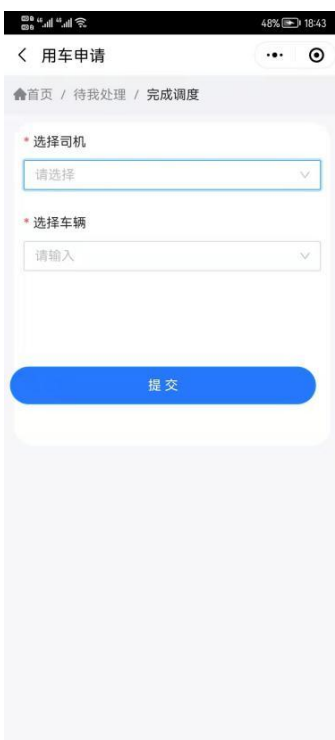 48% 18:43
用车申请
首页 / 待我处理 / 完成调度
* 选择司机
请选择
* 选择车辆
请输入
提交